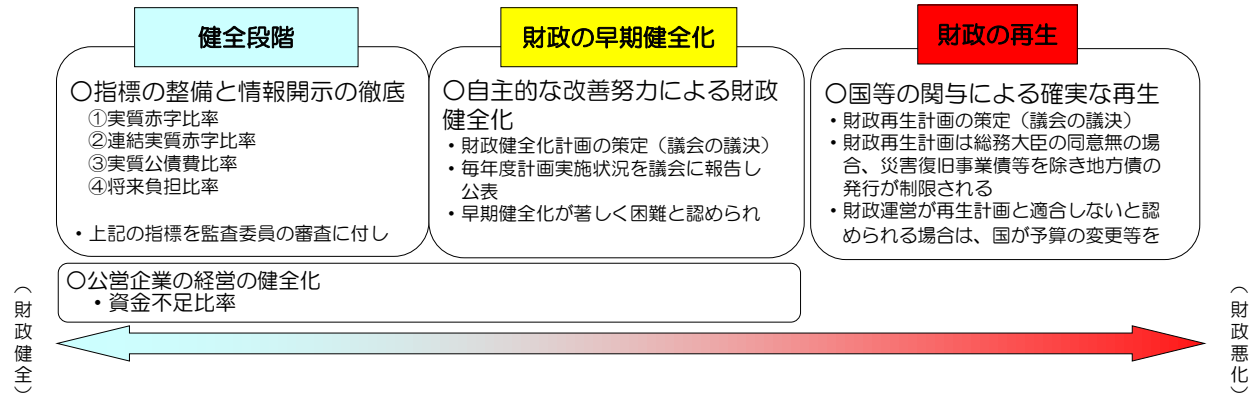 健全段階
〇指標の整備と情報開示の徹底
①実質赤字比率
②連結実質赤字比率
③実質公債費比率
④将来負担比率
・上記の指標を監査委員の審査に付し
財政の早期健全化
〇自主的な改善努力による財政
健全化
・財政健全化計画の策定（議会の議決）
・毎年度計画実施状況を議会に報告し
公表
・早期健全化が著しく困難と認められ
財政の再生
〇国等の関与による確実な再生
・財政再生計画の策定（議会の議決）
・財政再生計画は総務大臣の同意無の場
合、災害復旧事業債等を除き地方債の
発行が制限される
・財政運営が再生計画と適合しないと認
められる場合は、国が予算の変更等を
〇公営企業の経営の健全化
・資金不足比率
（財政健全）
（財政悪化）